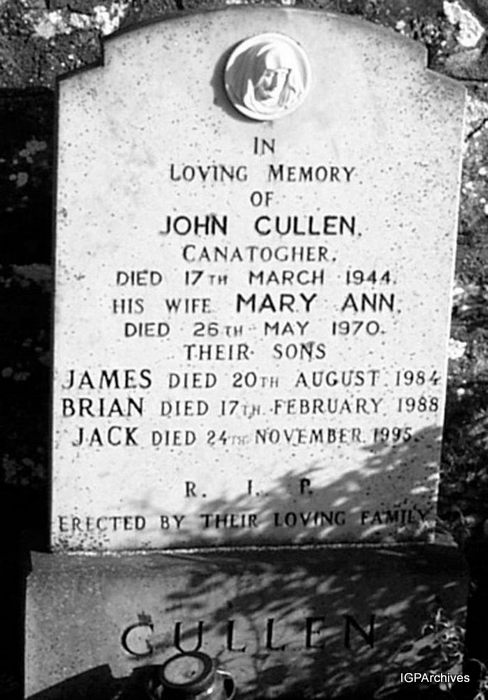 IN
LOVING MEMORY
OF
JOHN CULLEN,
CANATOGHER.
DIED 17TH MARCH 1944.
HIS WIFE MARY ANN,
DIED 26TH MAY 1970.
THEIR SONS
JAMES DIED 20TH AUGUST 1984
BRIAN DIED 17TH FEBRUARY 1988
JACK DIED 24TH NOVEMBER 1995.
R. I. P.
ERECTED BY THEIR LOVING FAMILY
CULLEN
IGPArchives